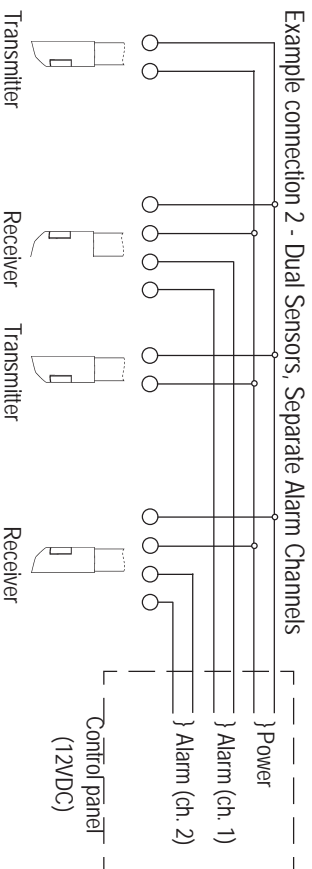 Example connection 2 - Dual Sensors, Separate Alarm Channels
} Power
} Alarm (ch. 1)
} Alarm (ch. 2)
Control panel
(12VDC)
Transmitter
Receiver
Transmitter
Receiver